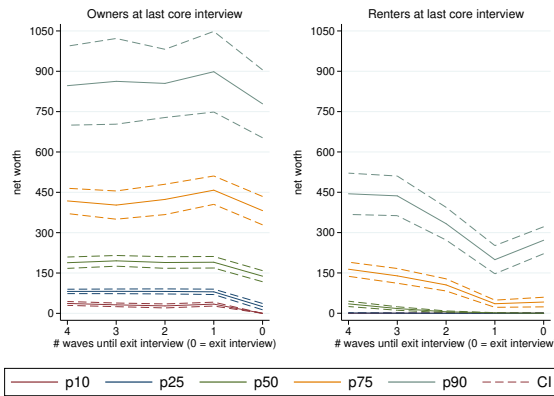 Owners at last core interview
Renters at last core interview
net worth
1050
900
750
600
450
300
150
0
4 3 2 1 0
# waves until exit interview (0 = exit interview)
net worth
1050
900
750
600
450
300
150
0
4 3 2 1 0
# waves until exit interview (0 = exit interview
p10 p25 p50 p75 p90 CI